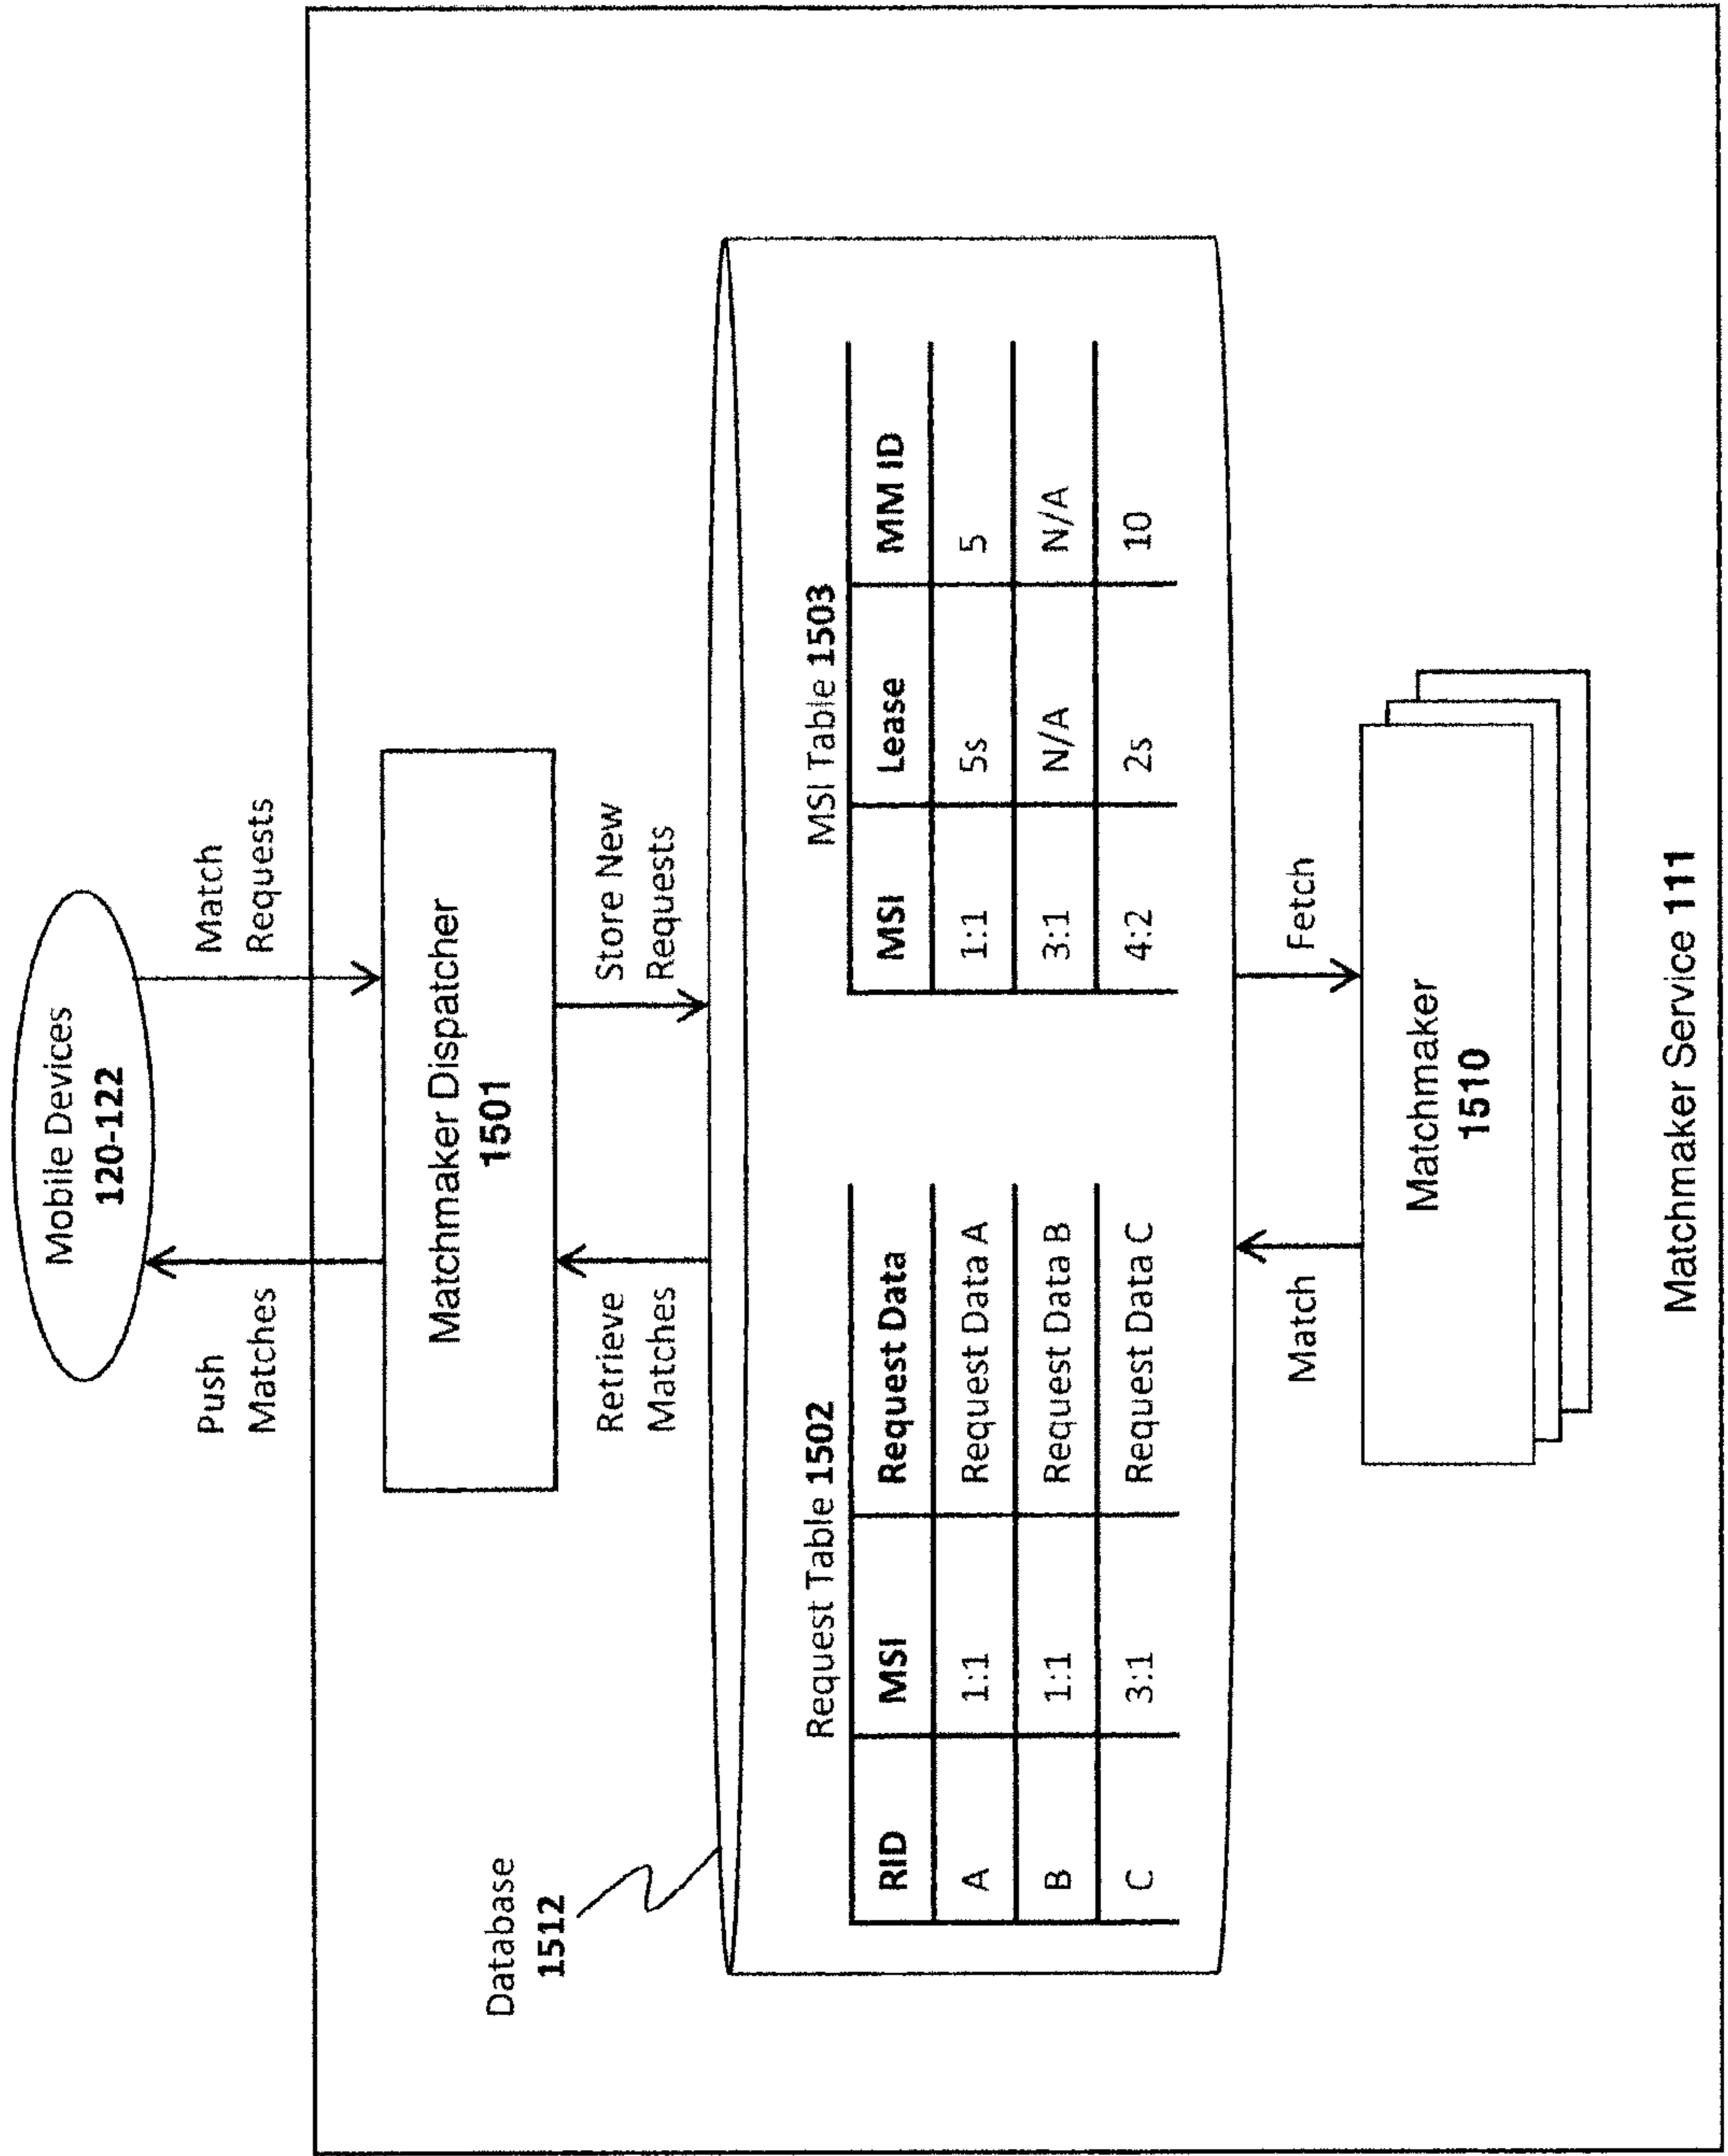 Mobile Devices
120-122
Push
Matches
Match
Requests
Matchmaker Dispatcher
1501
Retrieve
Matches
Store New
Requests
Database
1512
Request Table 1502
RID MSI Request Data
A 1:1 Request Data A
B 1:1 Request Data B
C 3:1 Request Data C
MSI Table 1503
MSI Lease MM ID
1:1 5s 5
3:1 N/A N/A
4:2 2s 10
Match
Fetch
Matchmaker
1510
Matchmaker Service 111